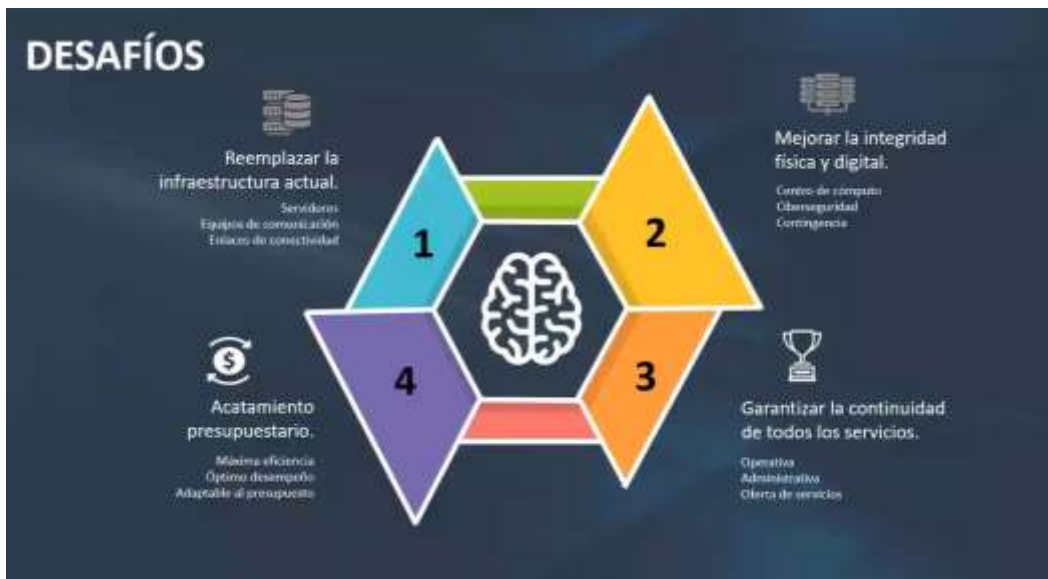 DESAFÍOS
Reemplazar la
infraestructura actual.
Servidores
Equipos de comunicación
Enlaces de conectividad
1
Mejorar la integridad
física y digital.
Centro de cómputo
Ciberseguridad
Contingencia
2
Garantizar la continuidad
de todos los servicios.
Operativa
Administrativa
Oferta de servicios
3
Acatamiento
presupuestario.
Máxima eficiencia
Óptimo desempeño
Adaptable al presupuesto
4
$